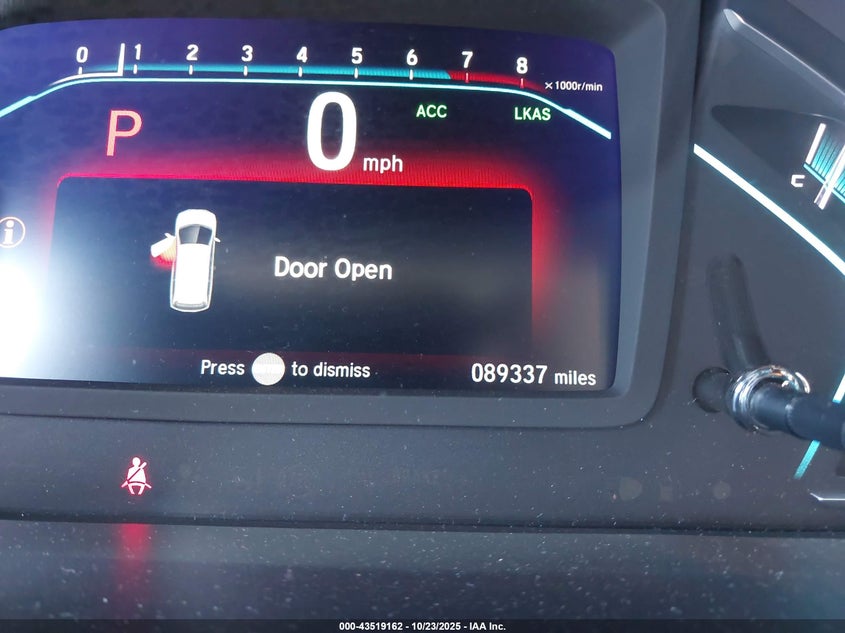 0 1 2 3 4 5 6 7 8
×1000r/min
P 0 mph ACC LKAS
C
i
Door Open
Press to dismiss
089337 miles
000-43519162 - 10/23/2025 - IAA Inc.